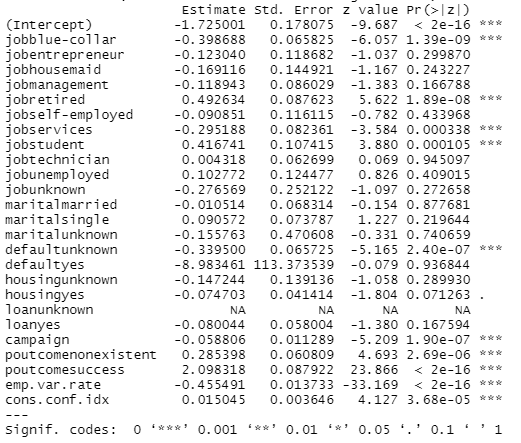 Estimate Std. Error z value Pr(>|z|)
(Intercept) -1.725001 0.178075 -9.687 < 2e-16 ***
jobblue-collar -0.398688 0.065825 -6.057 1.39e-09 ***
jobentrepreneur -0.123040 0.118682 -1.037 0.299870
jobhousemaid -0.169116 0.144921 -1.167 0.243227
jobmanagement -0.118943 0.086029 -1.383 0.166788
jobretired 0.492634 0.087623 5.622 1.89e-08 ***
jobself-employed -0.090851 0.116115 -0.782 0.433968
jobservices -0.295188 0.082361 -3.584 0.000338 ***
jobstudent 0.416741 0.107415 3.880 0.000105 ***
jobtechnician 0.004318 0.062699 0.069 0.945097
jobunemployed 0.102772 0.124477 0.826 0.409015
jobunknown -0.276569 0.252122 -1.097 0.272658
maritalmarried -0.010514 0.068314 -0.154 0.877681
maritalsingle 0.090572 0.073787 1.227 0.219644
maritalunknown -0.155763 0.470608 -0.331 0.740659
defaultunknown -0.339500 0.065725 -5.165 2.40e-07 ***
defaultyes -8.983461 113.373539 -0.079 0.936844
housingunknown -0.147244 0.139136 -1.058 0.289930
housingyes -0.074703 0.041414 -1.804 0.071263 .
loanunknown NA NA NA NA
loanyes -0.080044 0.058004 -1.380 0.167594
campaign -0.058806 0.011289 -5.209 1.90e-07 ***
poutcomenonexistent 0.285398 0.060809 4.693 2.69e-06 ***
poutcomesuccess 2.098318 0.087922 23.866 < 2e-16 ***
emp.var.rate -0.455491 0.013733 -33.169 < 2e-16 ***
cons.conf.idx 0.015045 0.003646 4.127 3.68e-05 ***
---
Signif. codes: 0 ‘***’ 0.001 ‘**’ 0.01 ‘*’ 0.05 ‘.’ 0.1 ‘ ’ 1